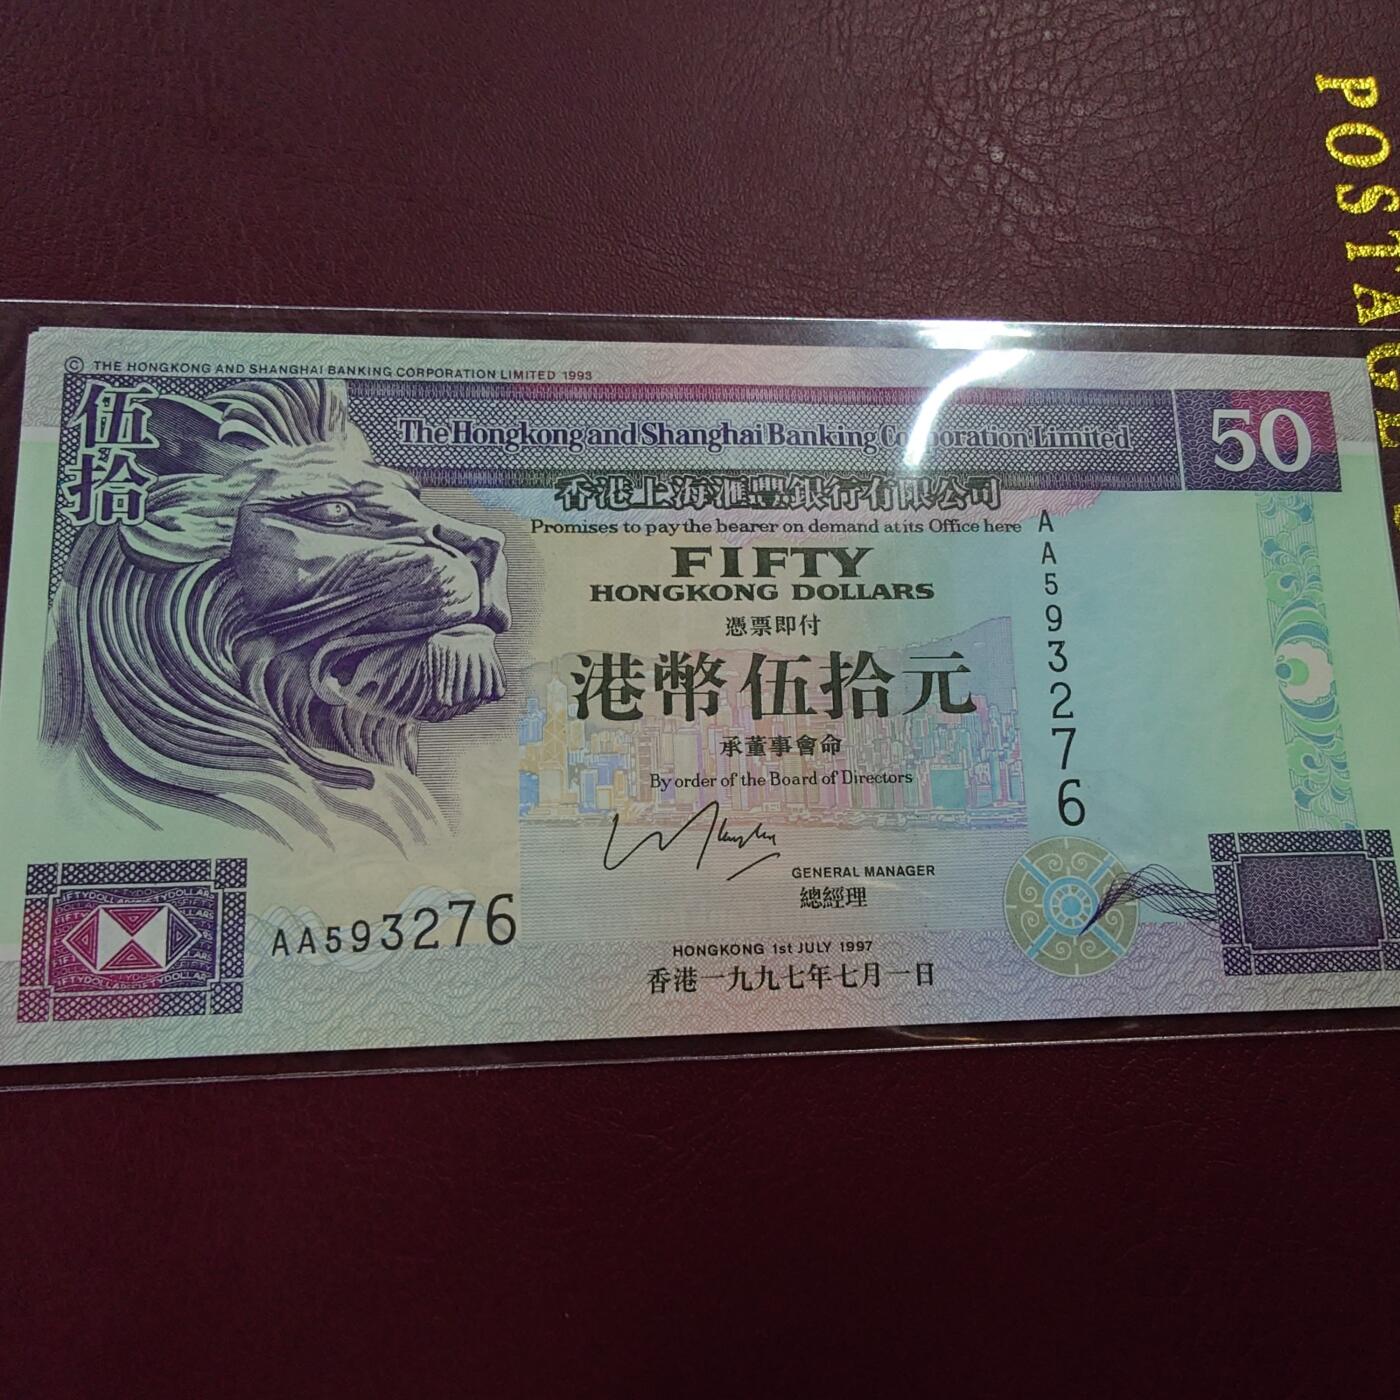 POSTAGE
© THE HONGKONG AND SHANGHAI BANKING CORPORATION LIMITED 1993
伍拾
The Hongkong and Shanghai Banking Corporation Limited
50
香港上海滙豐銀行有限公司
Promises to pay the bearer on demand at its Office here
FIFTY
HONGKONG DOLLARS
憑票即付
港幣伍拾元
承董事會命
By order of the Board of Directors
AA593276
GENERAL MANAGER
總經理
AA593276
HONGKONG 1st JULY 1997
香港一九九七年七月一日